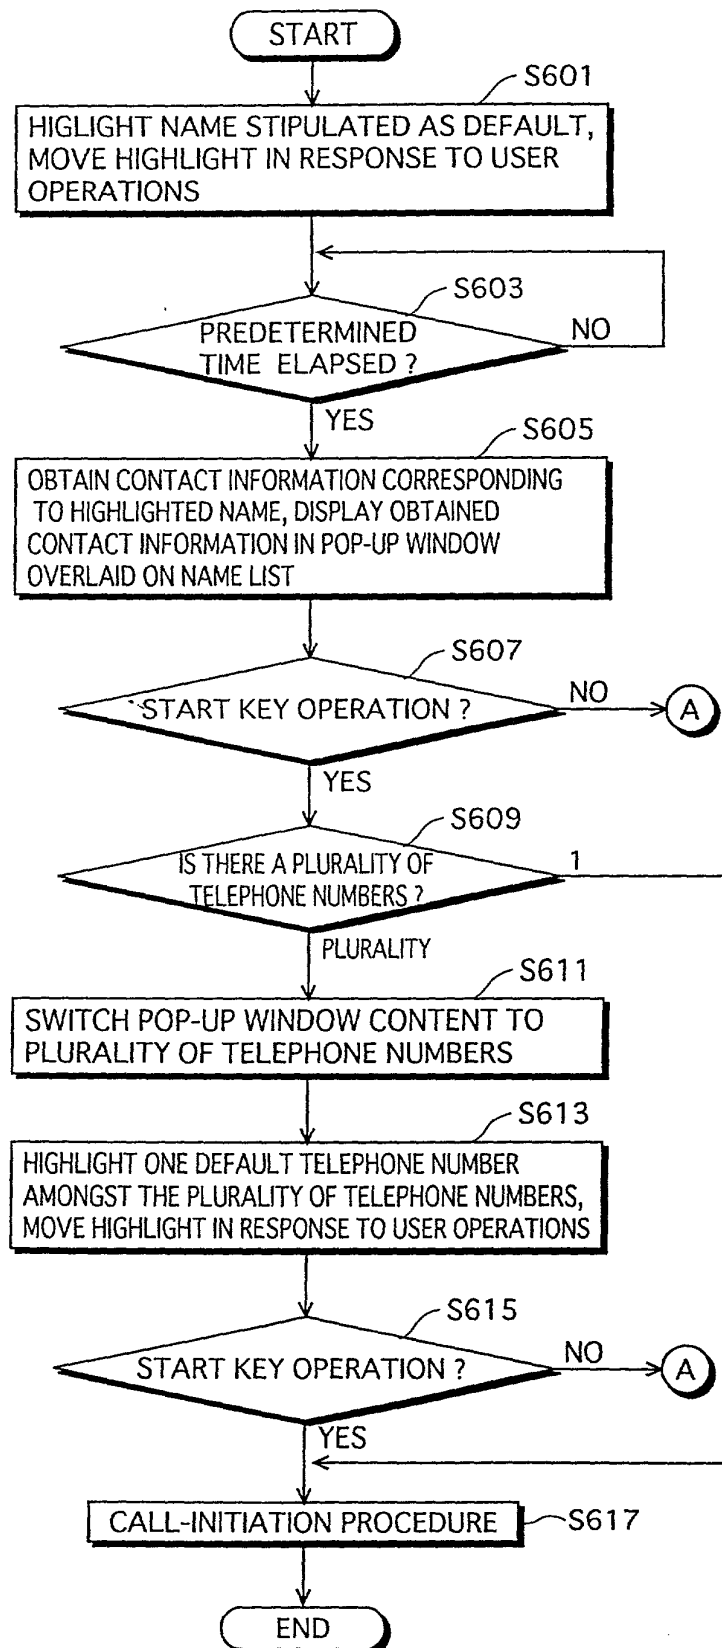 START
S601
HIGLIGHT NAME STIPULATED AS DEFAULT,
MOVE HIGHLIGHT IN RESPONSE TO USER
OPERATIONS
S603
PREDETERMINED
TIME ELAPSED ?
NO
YES
S605
OBTAIN CONTACT INFORMATION CORRESPONDING
TO HIGHLIGHTED NAME, DISPLAY OBTAINED
CONTACT INFORMATION IN POP-UP WINDOW
OVERLAID ON NAME LIST
S607
START KEY OPERATION ?
NO
A
YES
S609
IS THERE A PLURALITY OF
TELEPHONE NUMBERS ?
1
PLURALITY
S611
SWITCH POP-UP WINDOW CONTENT TO
PLURALITY OF TELEPHONE NUMBERS
S613
HIGHLIGHT ONE DEFAULT TELEPHONE NUMBER
AMONGST THE PLURALITY OF TELEPHONE NUMBERS,
MOVE HIGHLIGHT IN RESPONSE TO USER OPERATIONS
S615
START KEY OPERATION ?
NO
A
YES
CALL-INITIATION PROCEDURE
S617
END